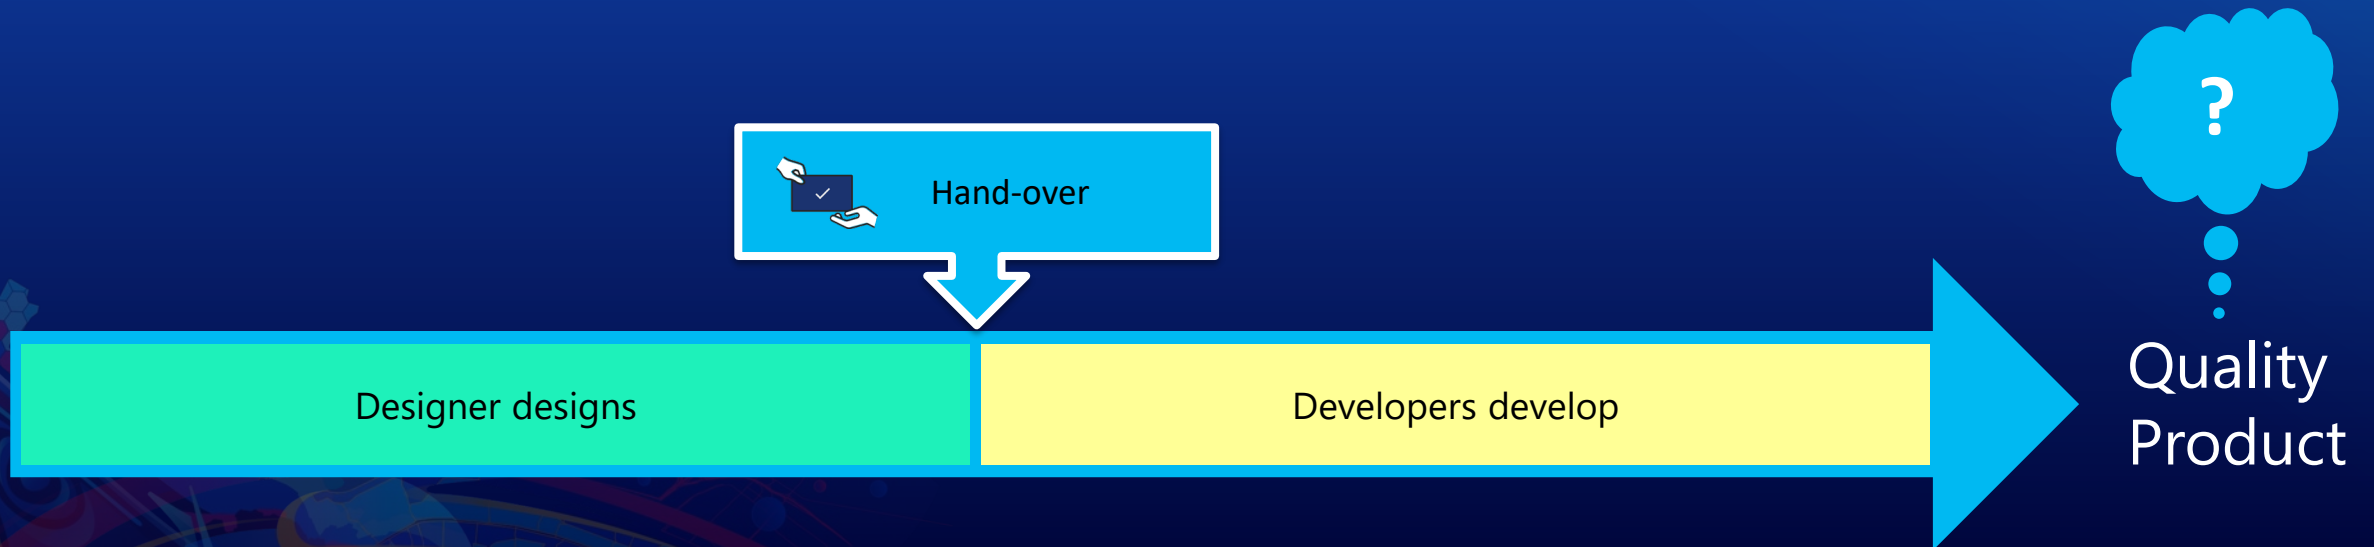 ?
Hand-over
Designer designs
Developers develop
Quality
Product